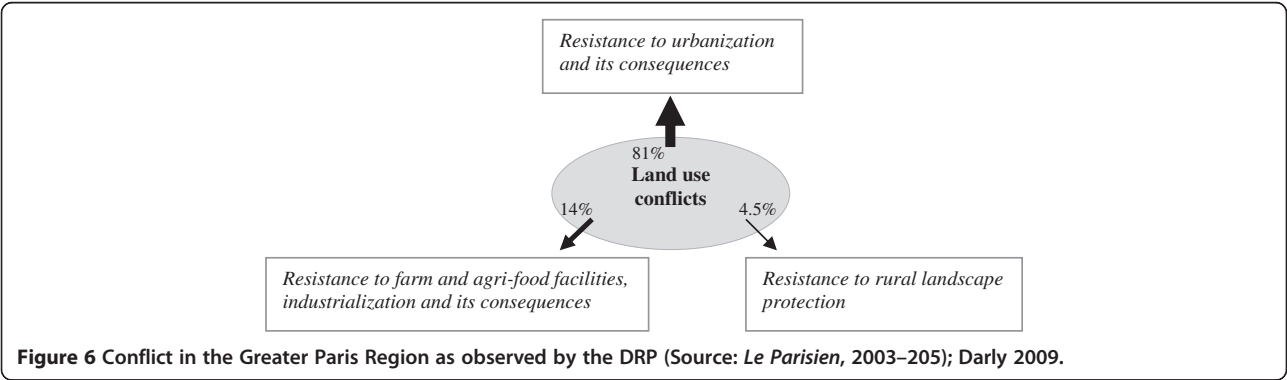 Resistance to urbanization
and its consequences
81%
Land use
conflicts
14%
4.5%
Resistance to farm and agri-food facilities,
industrialization and its consequences
Resistance to rural landscape
protection
Figure 6 Conflict in the Greater Paris Region as observed by the DRP (Source: Le Parisien, 2003–205); Darly 2009.